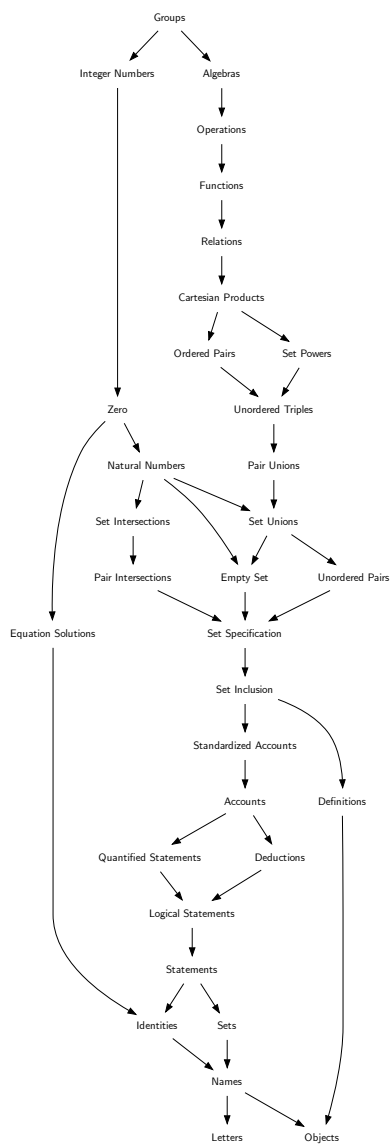 Groups
Integer Numbers
Algebras
Operations
Functions
Relations
Cartesian Products
Ordered Pairs
Set Powers
Zero
Unordered Triples
Natural Numbers
Pair Unions
Set Intersections
Set Unions
Pair Intersections
Empty Set
Unordered Pairs
Equation Solutions
Set Specification
Set Inclusion
Standardized Accounts
Accounts
Definitions
Quantified Statements
Deductions
Logical Statements
Statements
Identities
Sets
Names
Letters
Objects